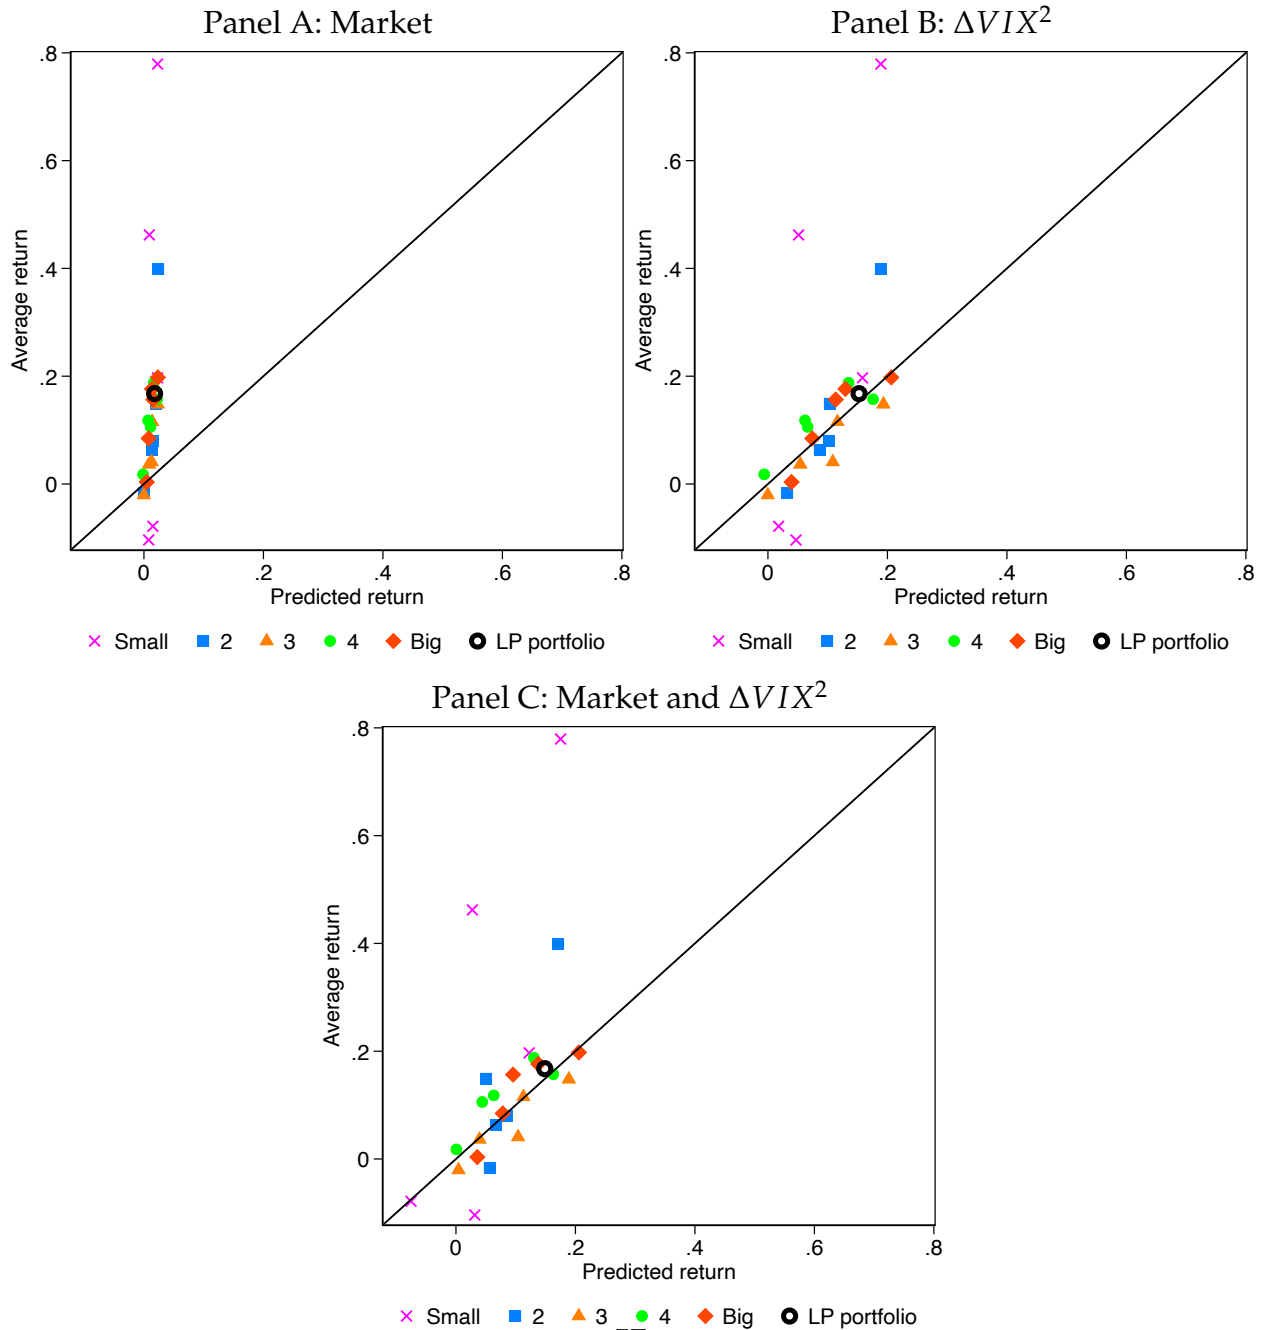 Panel A: Market
.8
.6
.4
.2
0
Average return
0 .2 .4 .6 .8
Predicted return
Small 2 3 4 Big LP portfolio
Panel B: ΔVIX²
.8
.6
.4
.2
0
Average return
0 .2 .4 .6 .8
Predicted return
Small 2 3 4 Big LP portfolio
Panel C: Market and ΔVIX²
.8
.6
.4
.2
0
Average return
0 .2 .4 .6 .8
Predicted return
Small 2 3 4 Big LP portfolio